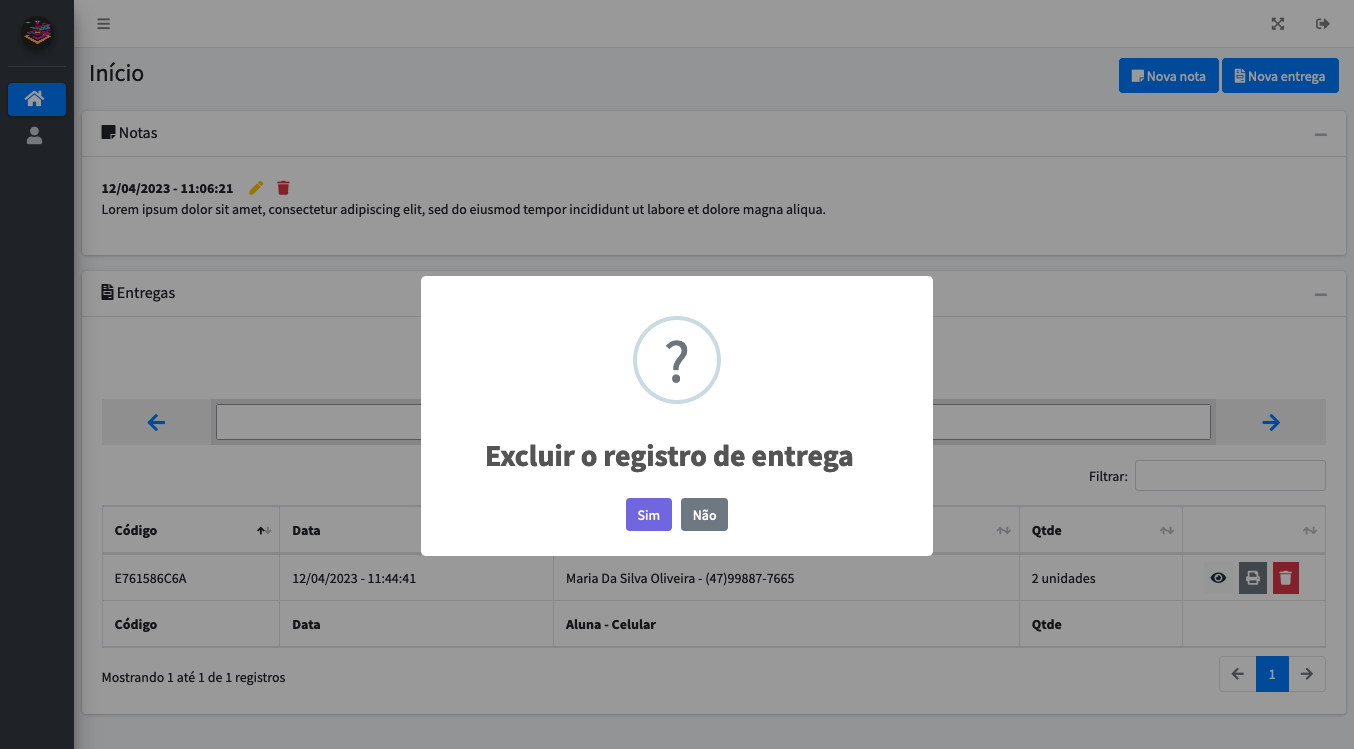 Início
Nova nota
Nova entrega
Notas
12/04/2023 - 11:06:21
Lorem ipsum dolor sit amet, consectetur adipiscing elit, sed do eiusmod tempor incididunt ut labore et dolore magna aliqua.
Entregas
?
Excluir o registro de entrega
Sim Não
Filtrar:
Código Data Qtde
E761586C6A 12/04/2023 - 11:44:41 Maria Da Silva Oliveira - (47)99887-7665 2 unidades
Código Data Aluna - Celular Qtde
Mostrando 1 até 1 de 1 registros
1